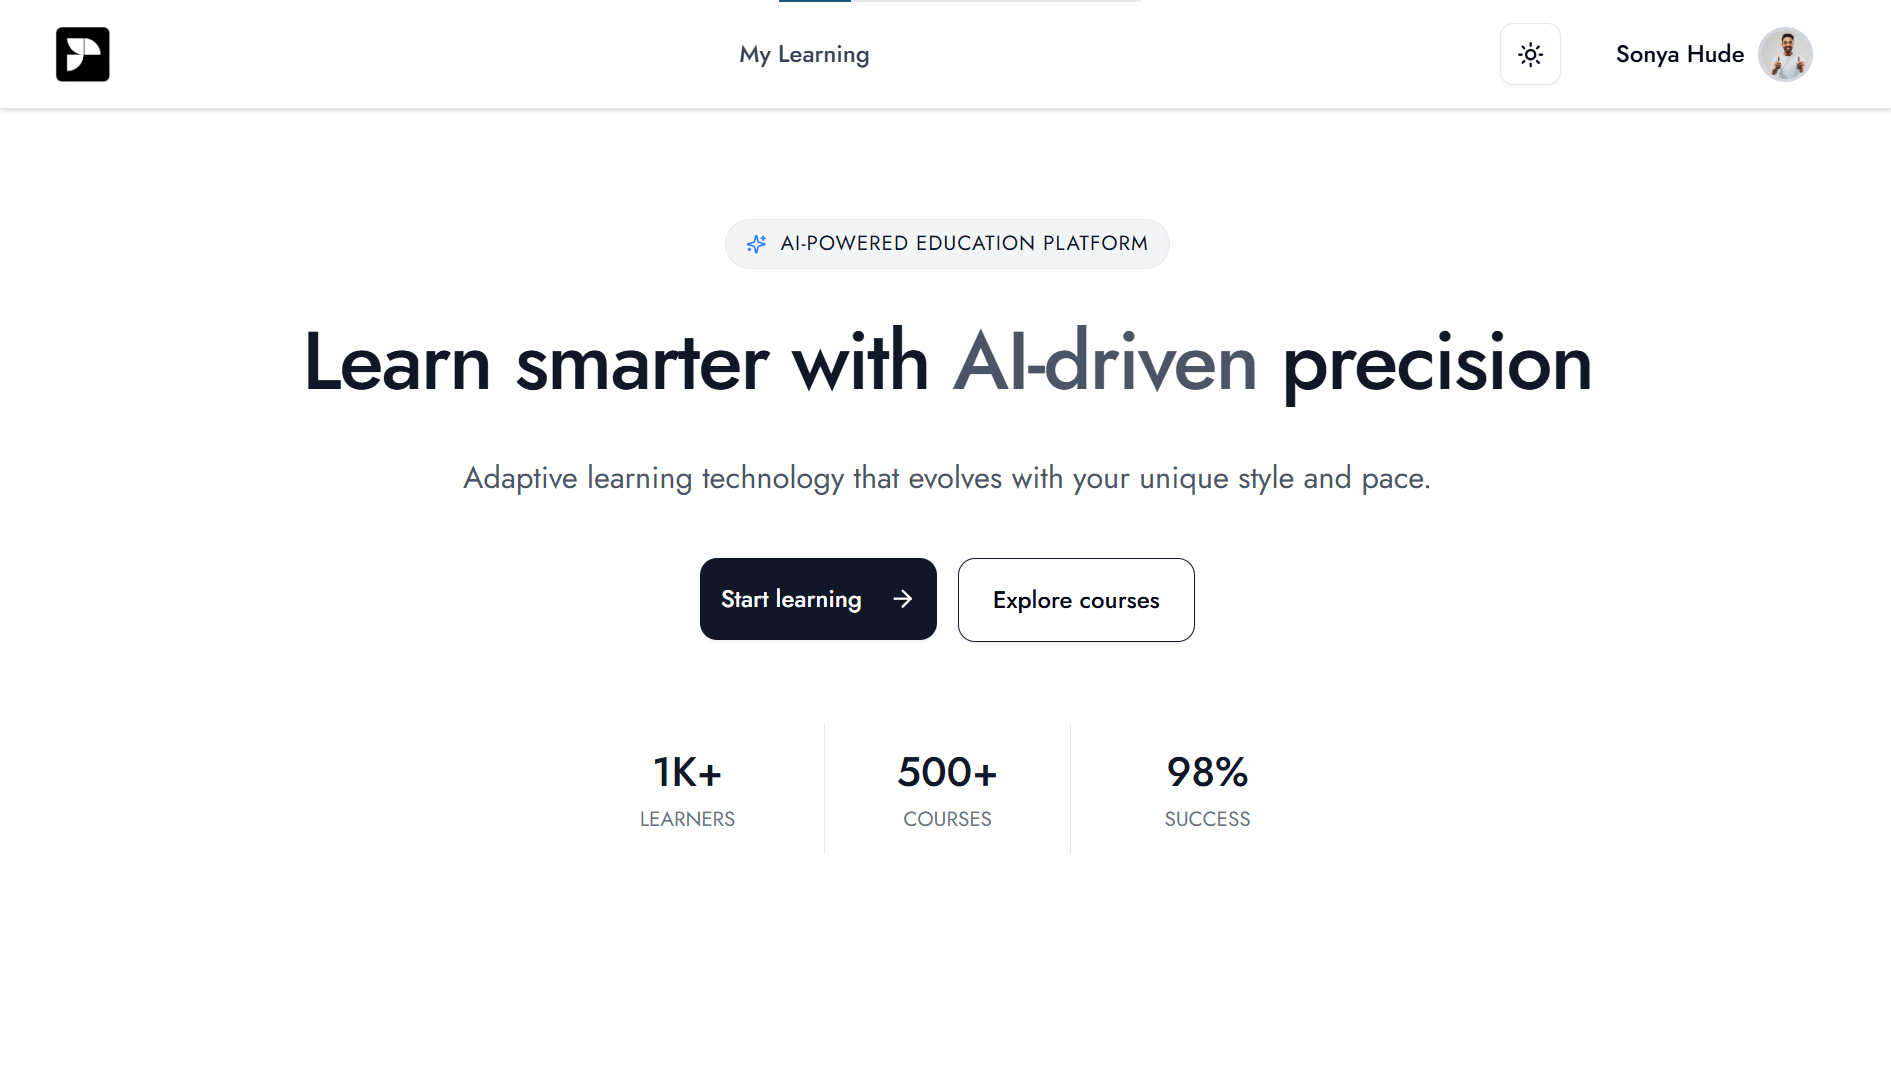 My Learning
Sonya Hude
AI-POWERED EDUCATION PLATFORM
Learn smarter with AI-driven precision
Adaptive learning technology that evolves with your unique style and pace.
Start learning
Explore courses
1K+
LEARNERS
500+
COURSES
98%
SUCCESS